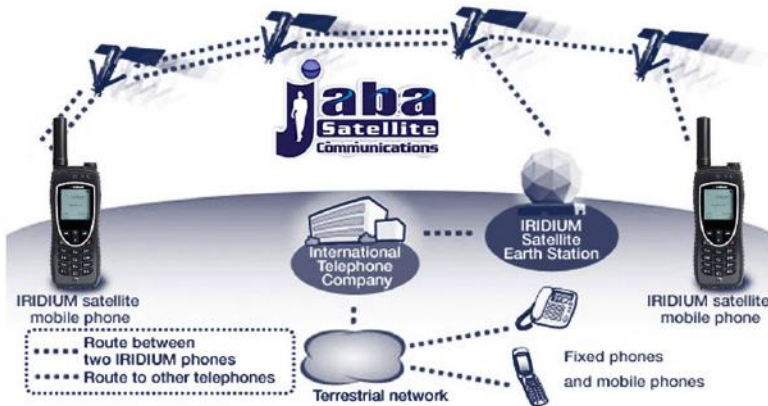 jaba
Satellite
Communications
IRIDIUM
Satellite
Earth Station
International
Telephone
Company
IRIDIUM satellite
mobile phone
IRIDIUM satellite
mobile phone
Route between
two IRIDIUM phones
Route to other telephones
Fixed phones
and mobile phones
Terrestrial network